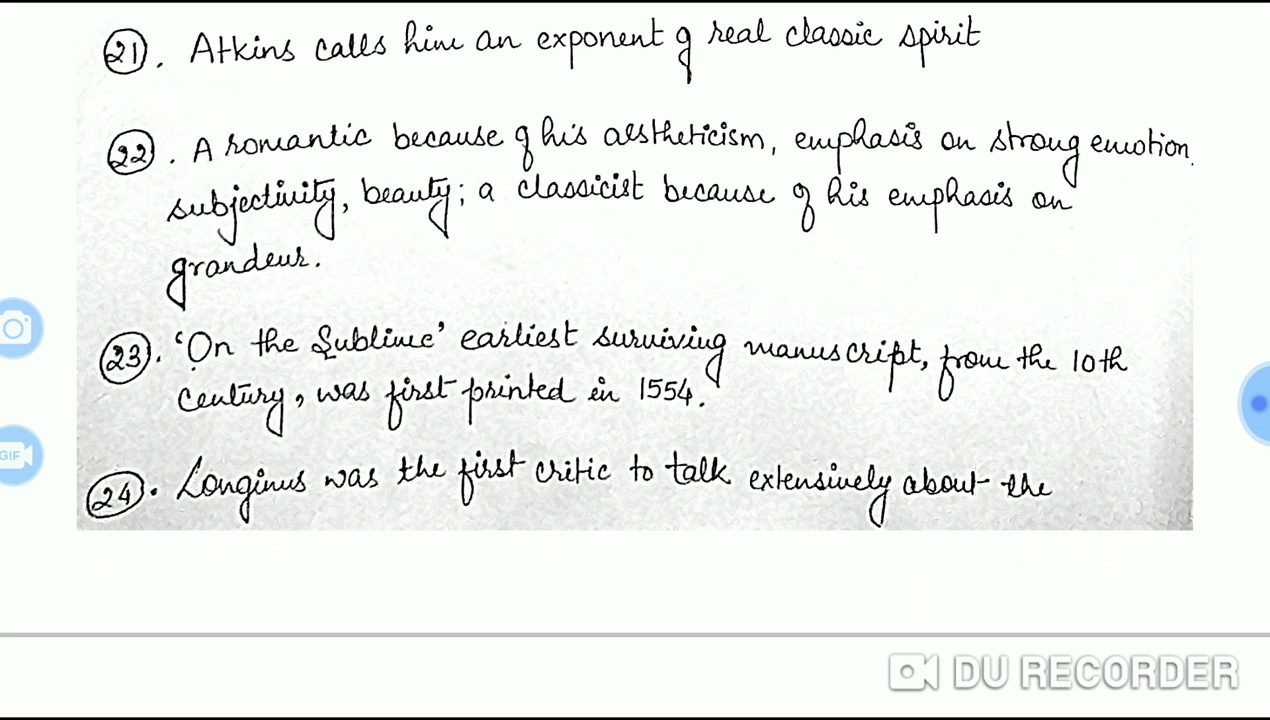 21. Atkins calls him an exponent of real classic spirit
22. A romantic because of his aestheticism, emphasis on strong emotion
subjectivity, beauty; a classicist because of his emphasis on
grandeur.
23. 'On the Sublime' earliest surviving manuscript, from the 10th
century, was first printed in 1554.
GIF
24. Longinus was the first critic to talk extensively about the
DU RECORDER